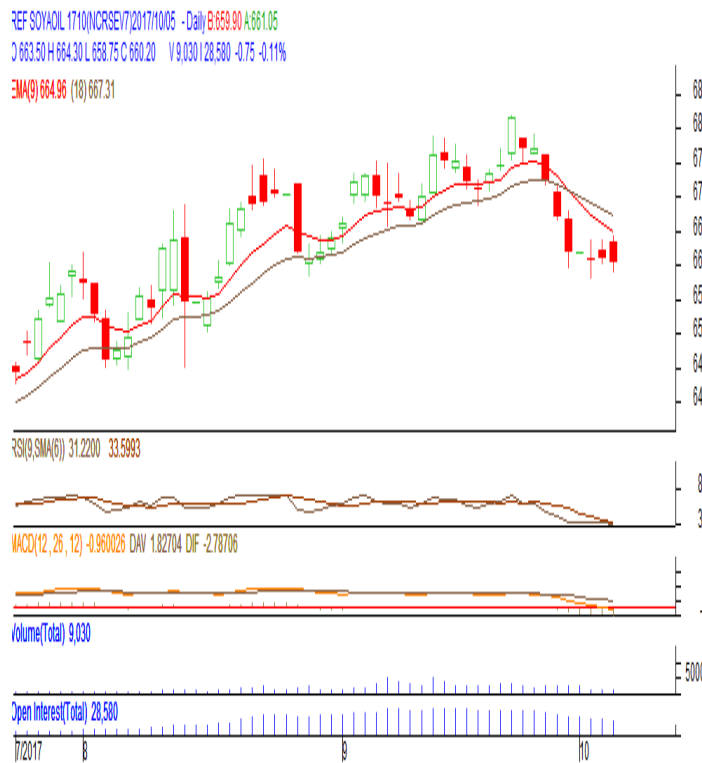 REF SOYAOIL 1710(NCRSEV7)2017/10/05 - Daily B:659.90 A:661.05
O 663.50 H 664.30 L 658.75 C 660.20 V 9,030 I 28,580 -0.75 -0.11%
EMA(9) 664.96 (18) 667.31
68
68
67
67
66
66
65
65
64
64
RSI(9,SMA(6)) 31.2200 33.5993
8
3
MACD(12 , 26 , 12) -0.960026 DAV 1.82704 DIF -2.78706
-
Volume(Total) 9,030
5000
Open Interest(Total) 28,580
7/2017 8 9 10